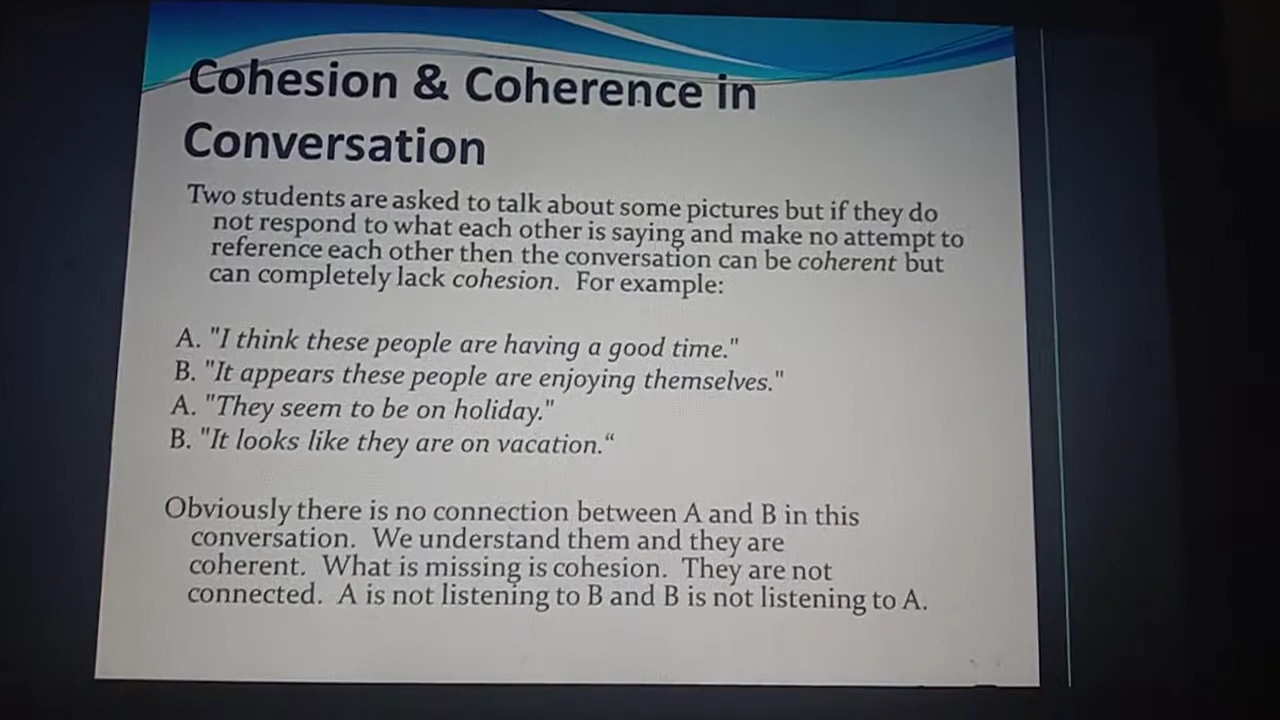 Cohesion & Coherence in
Conversation
Two students are asked to talk about some pictures but if they do
not respond to what each other is saying and make no attempt to
reference each other then the conversation can be coherent but
can completely lack cohesion. For example:
A. "I think these people are having a good time."
B. "It appears these people are enjoying themselves."
A. "They seem to be on holiday."
B. "It looks like they are on vacation.“
Obviously there is no connection between A and B in this
conversation. We understand them and they are
coherent. What is missing is cohesion. They are not
connected. A is not listening to B and B is not listening to A.